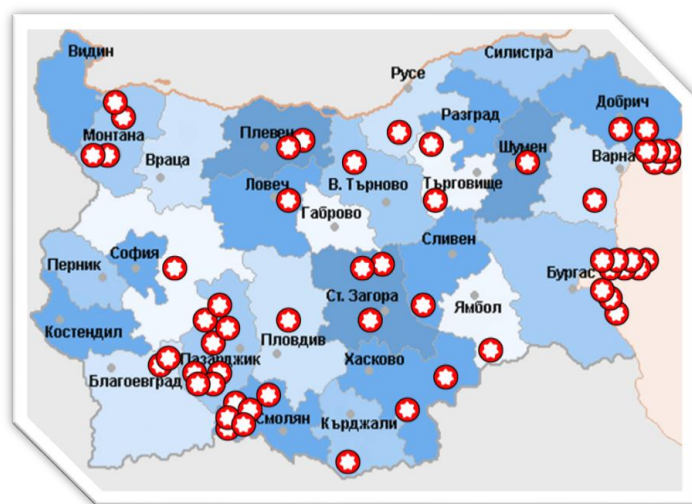 Видин
Силистра
Русе
Добрич
Разград
Плевен
Монтана
Шумен
Варна
Враца
Ловеч
В. Търново
Търговище
Габрово
Сливен
София
Перник
Бургас
Ст. Загора
Ямбол
Костендил
Пловдив
Пазарджик
Хасково
Благоевград
Смолян
Кърджали